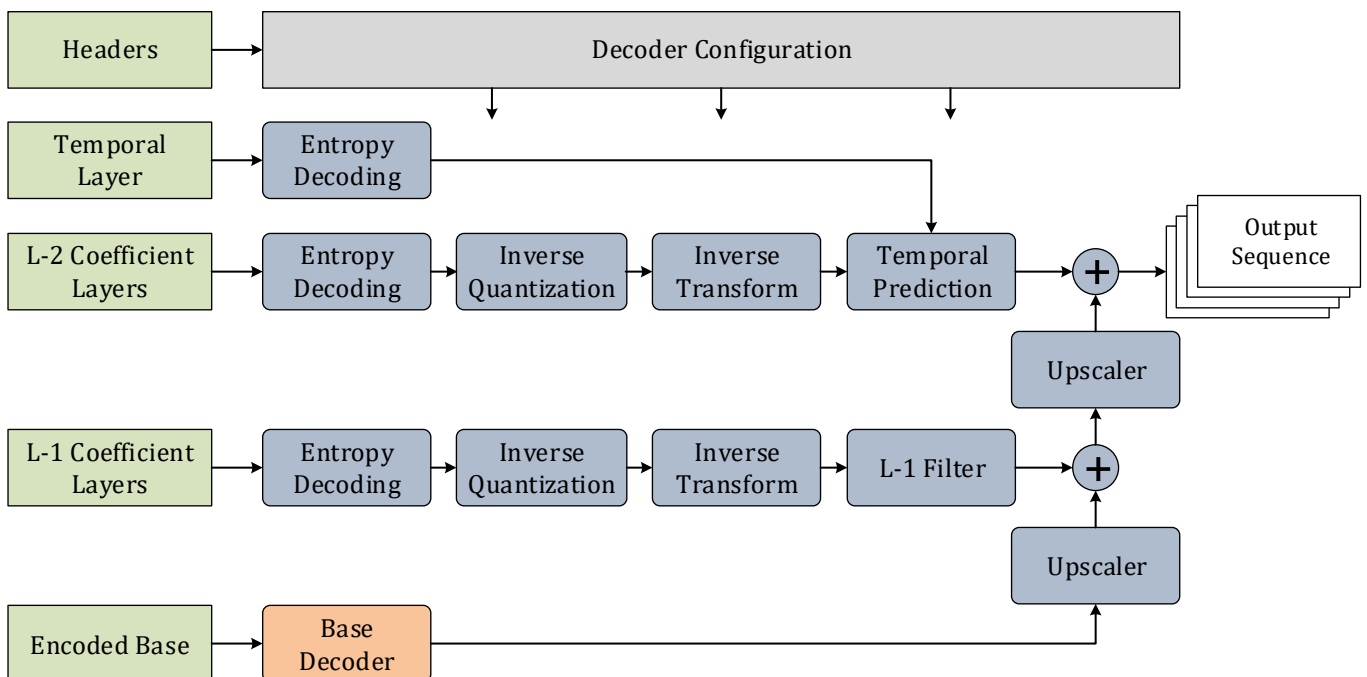 Headers
Decoder Configuration
Temporal
Layer
Entropy
Decoding
L-2 Coefficient
Layers
Entropy
Decoding
Inverse
Quantization
Inverse
Transform
Temporal
Prediction
+
Output
Sequence
Upscaler
L-1 Coefficient
Layers
Entropy
Decoding
Inverse
Quantization
Inverse
Transform
L-1 Filter
+
Upscaler
Encoded Base
Base
Decoder